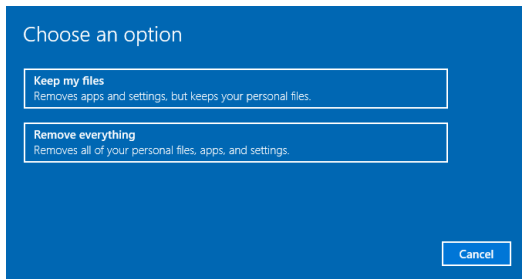 Choose an option
Keep my files
Removes apps and settings, but keeps your personal files.
Remove everything
Removes all of your personal files, apps, and settings.
Cancel